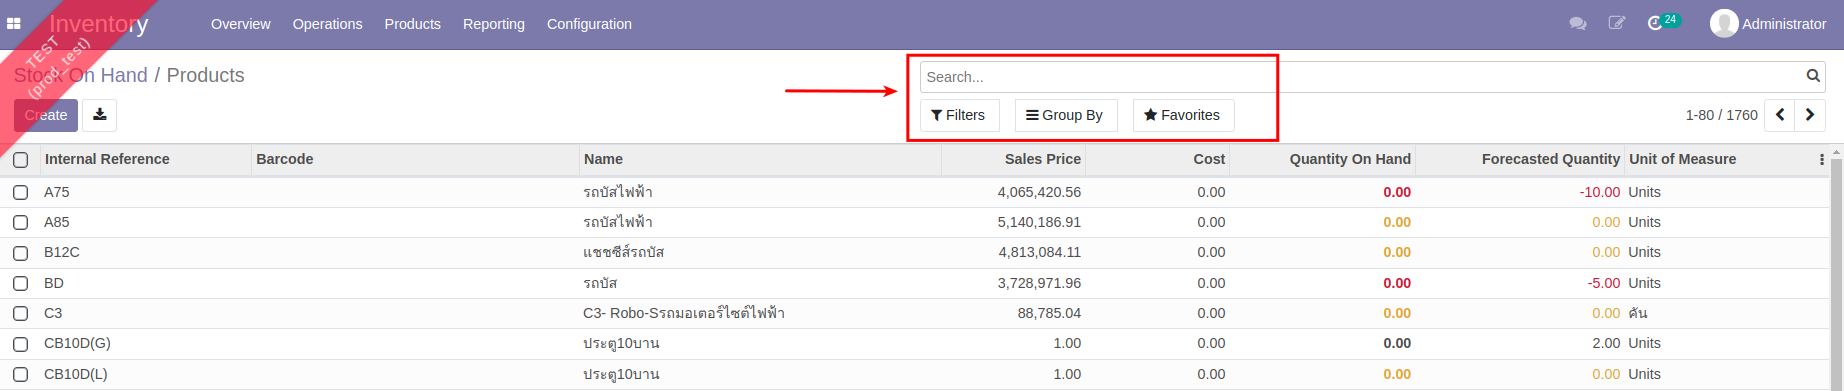 Inventory Overview Operations Products Reporting Configuration 24 Administrator
TEST
(prod_test)
Stock On Hand / Products
Search...
Create Filters Group By Favorites 1-80 / 1760
Internal Reference Barcode Name Sales Price Cost Quantity On Hand Forecasted Quantity Unit of Measure
A75 รถบัสไฟฟ้า 4,065,420.56 0.00 0.00 -10.00 Units
A85 รถบัสไฟฟ้า 5,140,186.91 0.00 0.00 0.00 Units
B12C แชชซีส์รถบัส 4,813,084.11 0.00 0.00 0.00 Units
BD รถบัส 3,728,971.96 0.00 0.00 -5.00 Units
C3 C3- Robo-Sรถมอเตอร์ไซต์ไฟฟ้า 88,785.04 0.00 0.00 0.00 คัน
CB10D(G) ประตู10บาน 1.00 0.00 0.00 2.00 Units
CB10D(L) ประตู10บาน 1.00 0.00 0.00 0.00 Units